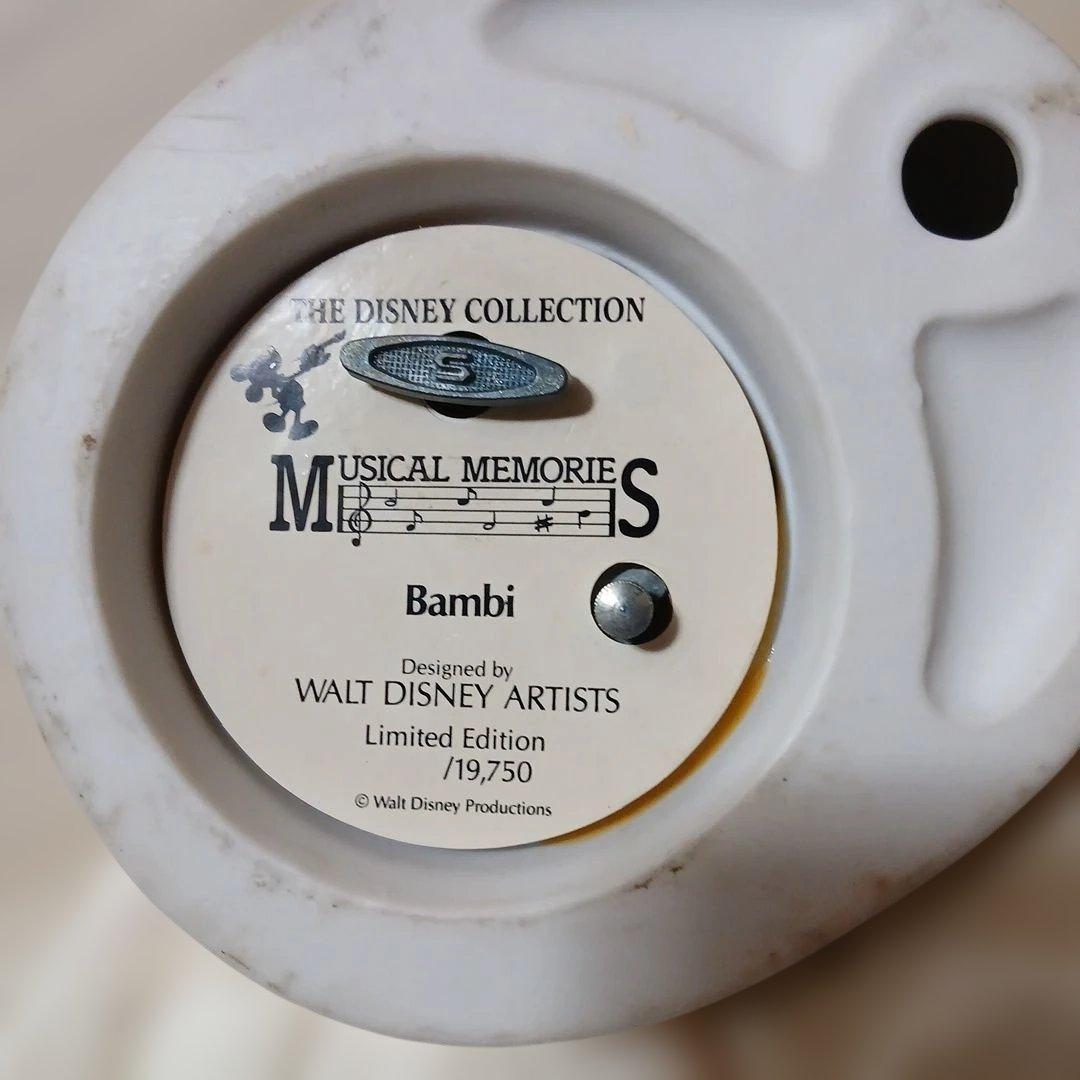 THE DISNEY COLLECTION
S
MUSICAL MEMORIES
Bambi
Designed by
WALT DISNEY ARTISTS
Limited Edition
/19,750
© Walt Disney Productions